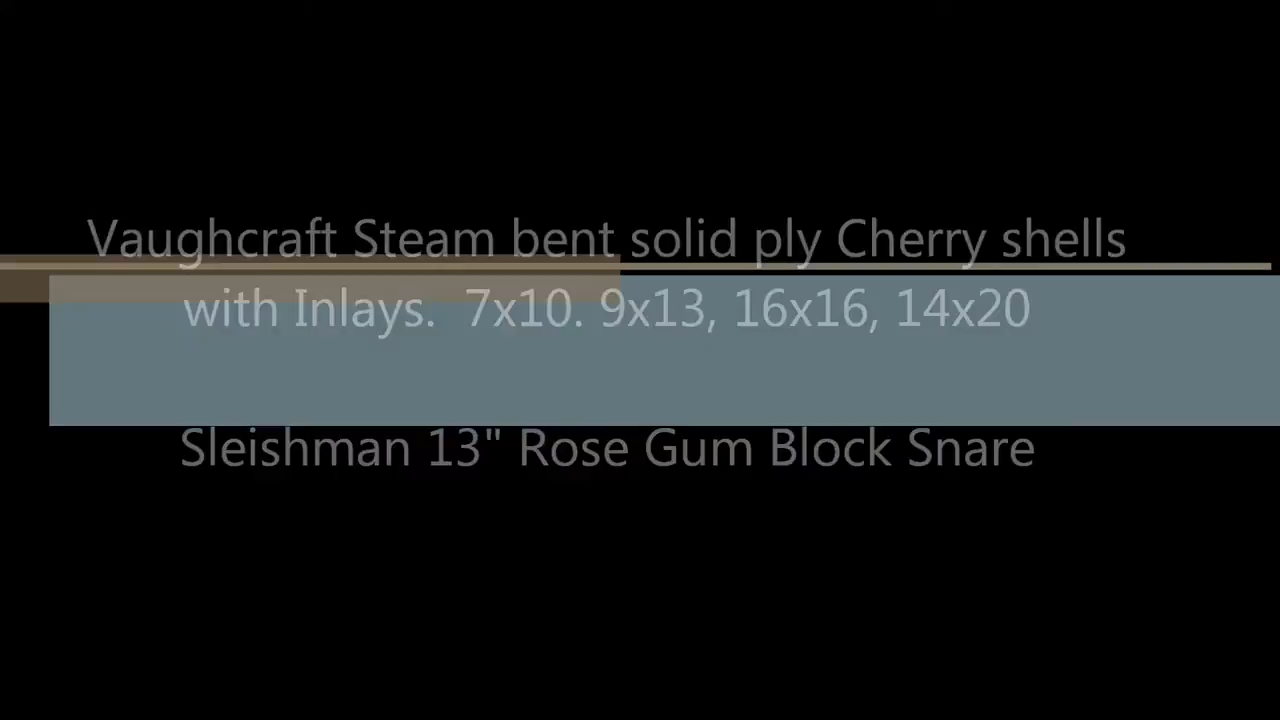 Vaughcraft Steam bent solid ply Cherry shells
with Inlays.  7x10. 9x13, 16x16, 14x20
Sleishman 13" Rose Gum Block Snare